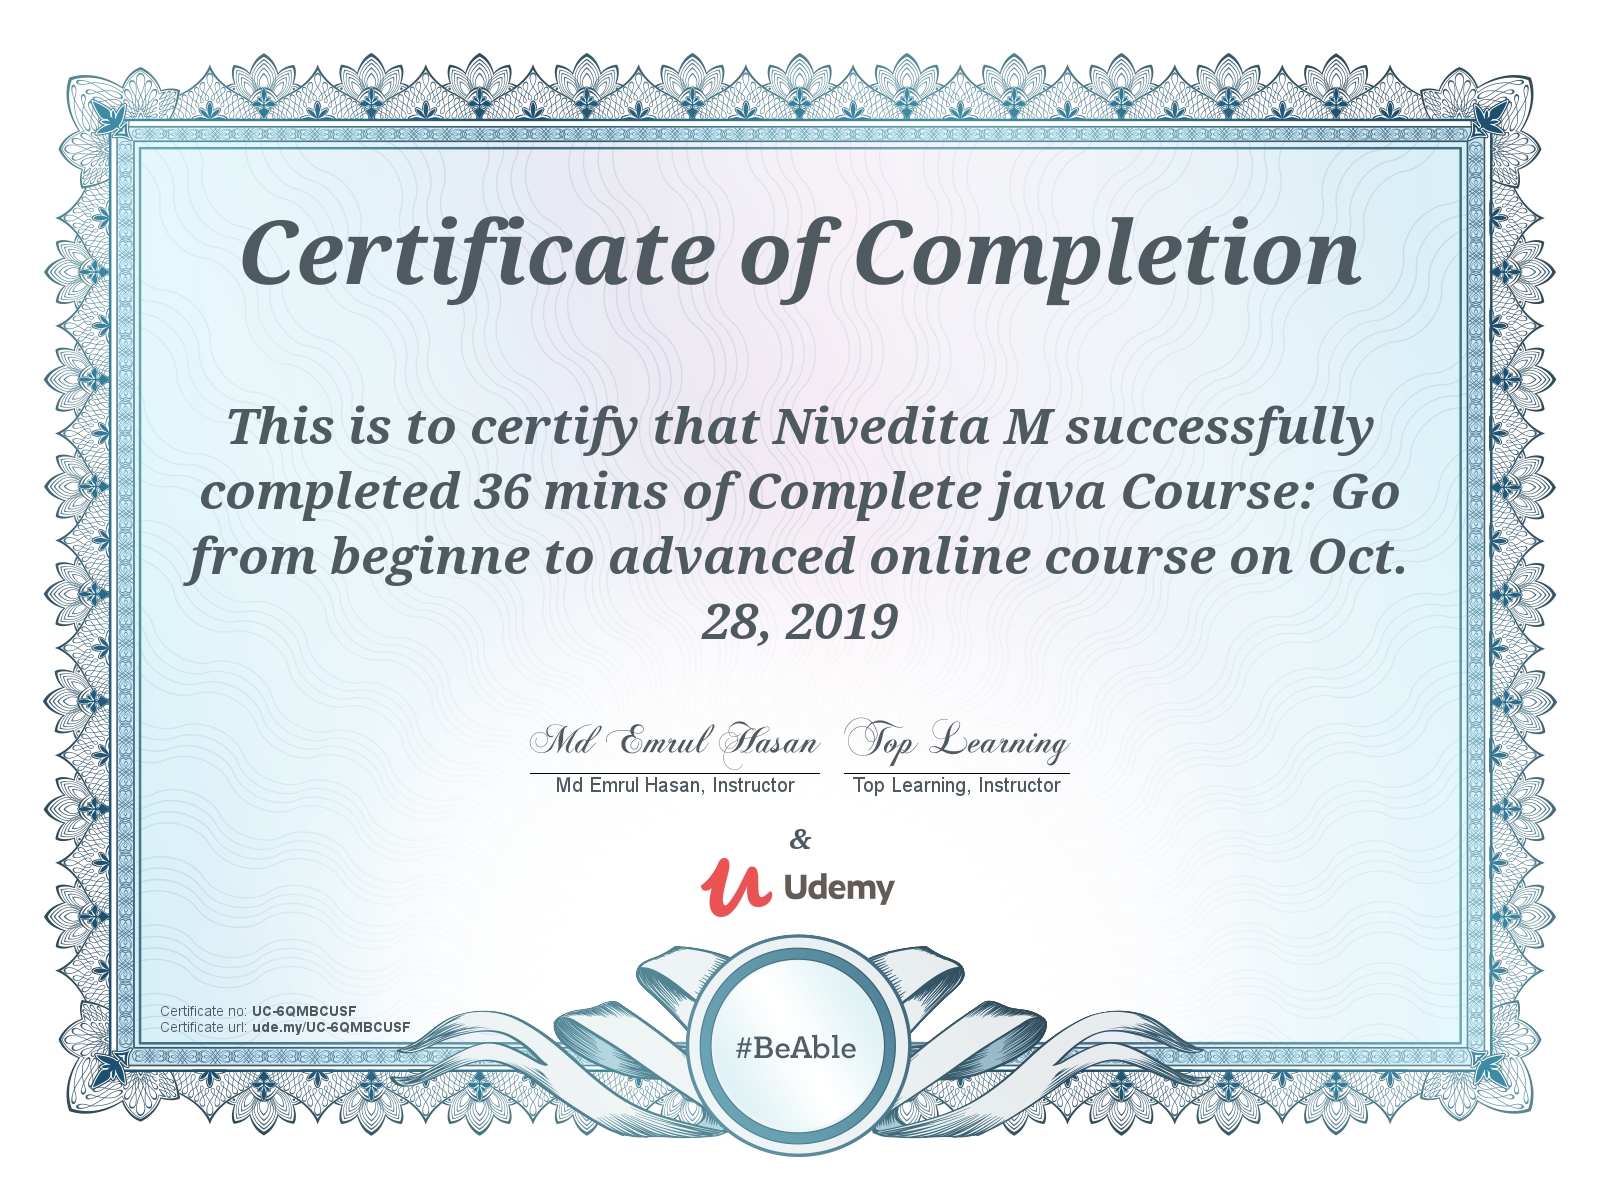 Certificate of Completion
This is to certify that Nivedita M successfully
completed 36 mins of Complete java Course: Go
from beginne to advanced online course on Oct.
28, 2019
Md Emrul Hasan Top Learning
Md Emrul Hasan, Instructor Top Learning, Instructor
&
Udemy
Certificate no: UC-6QMBCUSF
Certificate url: ude.my/UC-6QMBCUSF
#BeAble